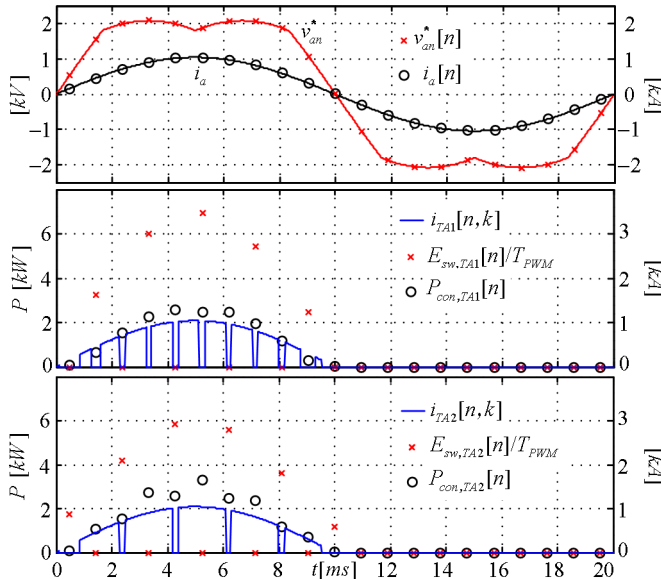 2
1
0
−1
−2
[kV]
v*an
ia
v*an[n]
ia[n]
2
1
0
−1
−2
[kA]
6
4
2
0
P [kW]
iTA1[n,k]
Esw,TA1[n]/TPWM
Pcon,TA1[n]
3
2
1
0
[kA]
6
4
2
0
P [kW]
iTA2[n,k]
Esw,TA2[n]/TPWM
Pcon,TA2[n]
3
2
1
0
[kA]
0 2 4 6 8 t[ms] 10 12 14 16 18 20